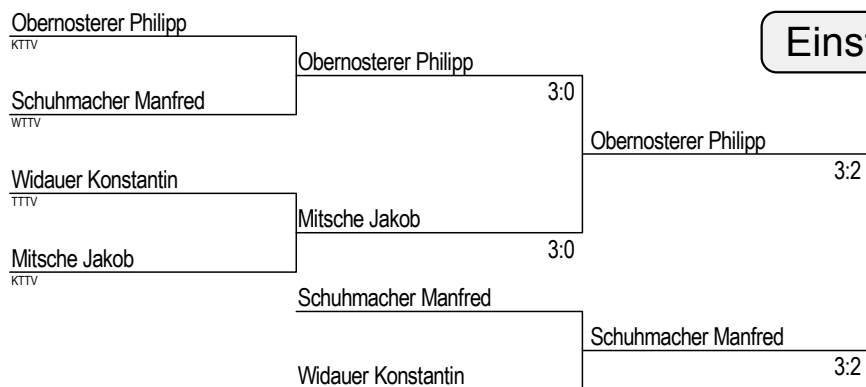 Obernosterer Philipp
KTTV
Obernosterer Philipp
3:0
Schuhmacher Manfred
WTTV
Obernosterer Philipp
3:2
Widauer Konstantin
TTTV
Mitsche Jakob
3:0
Mitsche Jakob
KTTV
Schuhmacher Manfred
Schuhmacher Manfred
3:2
Widauer Konstantin